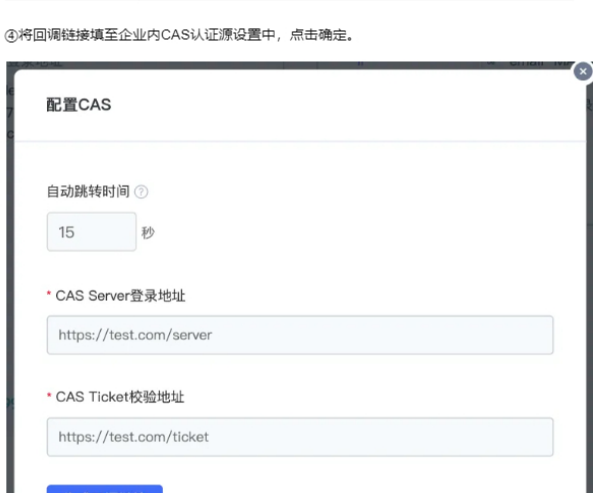 ④将回调链接填至企业内CAS认证源设置中，点击确定。
配置CAS
自动跳转时间
15 秒
* CAS Server登录地址
https://test.com/server
* CAS Ticket校验地址
https://test.com/ticket